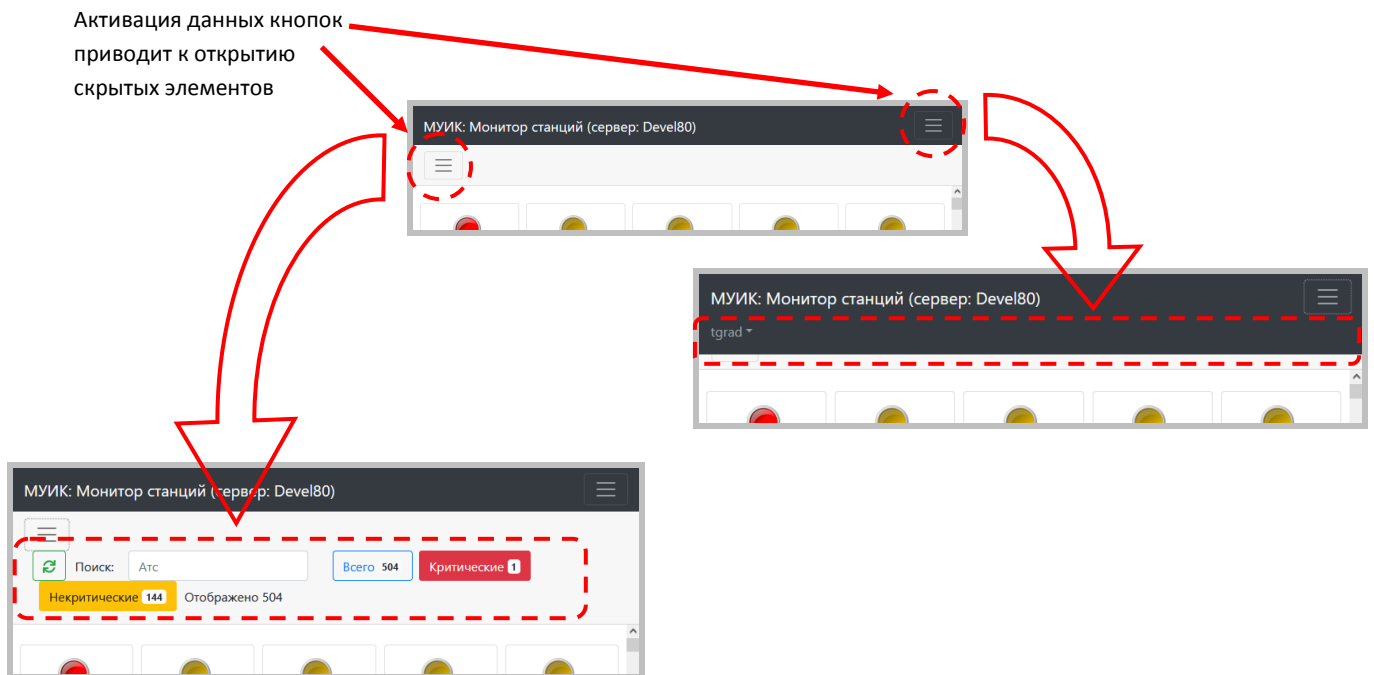 Активация данных кнопок
приводит к открытию
скрытых элементов
МУИК: Монитор станций (сервер: Devel80)
МУИК: Монитор станций (сервер: Devel80)
tgrad
МУИК: Монитор станций (сервер: Devel80)
Поиск: Атс Всего 504 Критические 1
Некритические 144 Отображено 504